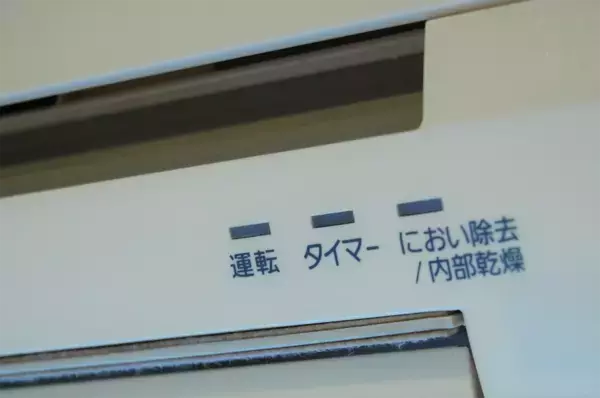 運転 タイマー におい除去
/内部乾燥